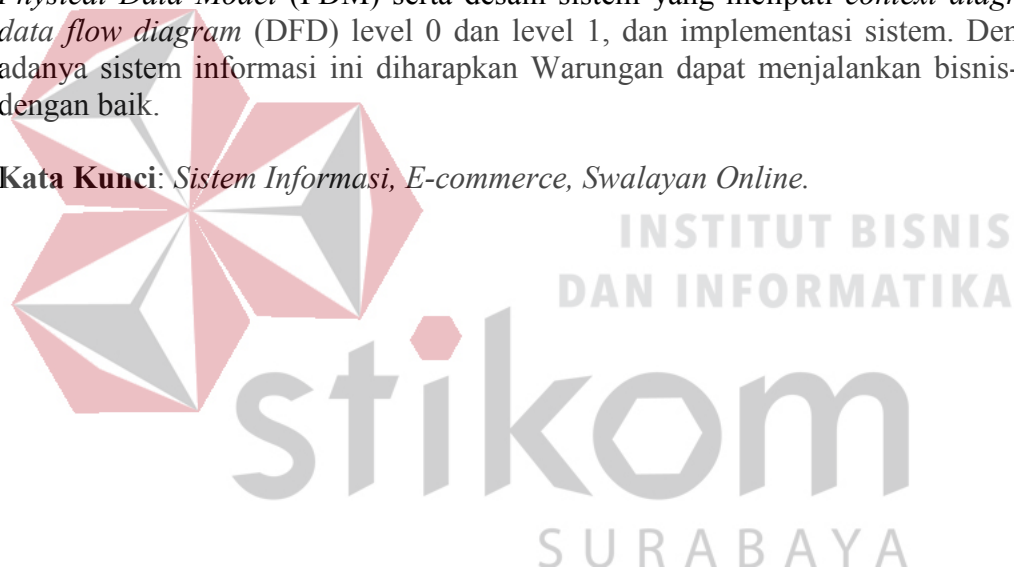 Physical Data Model (PDM) serta desain sistem yang meliputi context
data flow diagram (DFD) level 0 dan level 1, dan implementasi sistem.
adanya sistem informasi ini diharapkan Warungan dapat menjalankan bisnis-
dengan baik.
Kata Kunci: Sistem Informasi, E-commerce, Swalayan Online.
INSTITUT BISNIS
DAN INFORMATIKA
stikom
SURABAYA